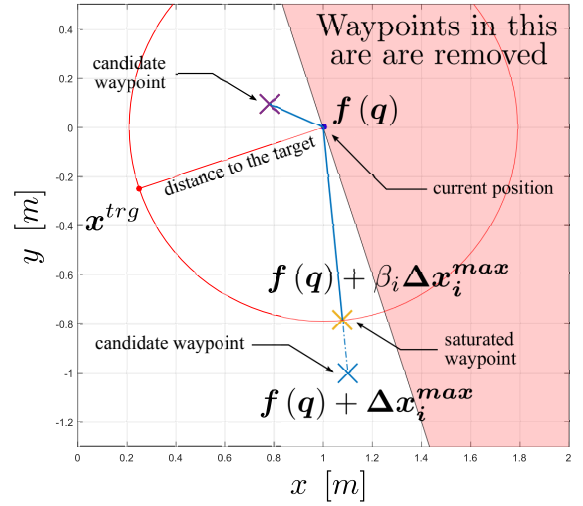 Waypoints in this
are are removed
candidate
waypoint
f (q)
distance to the target
current position
x^{trg}
f (q) + β_i Δx_i^{max}
candidate waypoint
saturated
waypoint
f (q) + Δx_i^{max}
y [m]
0.4
0.2
0
-0.2
-0.4
-0.6
-0.8
-1
-1.2
0
0.2
0.4
0.6
0.8
1
1.2
1.4
1.6
1.8
2
x [m]